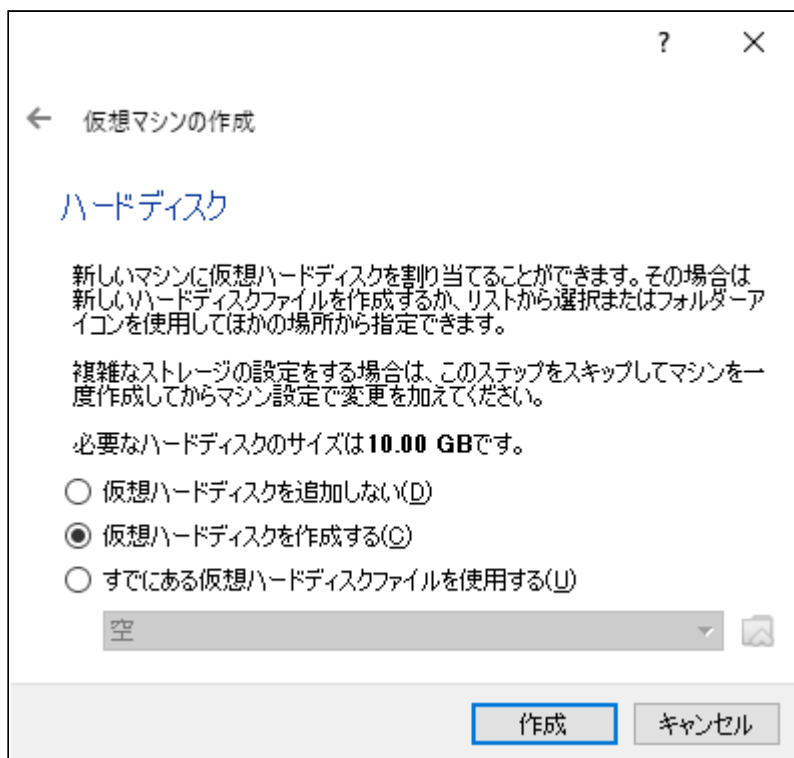 ?
仮想マシンの作成
ハードディスク
新しいマシンに仮想ハードディスクを割り当てることができます。その場合は
新しいハードディスクファイルを作成するか、リストから選択またはフォルダーア
イコンを使用してほかの場所から指定できます。
複雑なストレージの設定をする場合は、このステップをスキップしてマシンを一
度作成してからマシン設定で変更を加えてください。
必要なハードディスクのサイズは10.00 GBです。
仮想ハードディスクを追加しない(D)
仮想ハードディスクを作成する(C)
すでにある仮想ハードディスクファイルを使用する(U)
空
作成 キャンセル